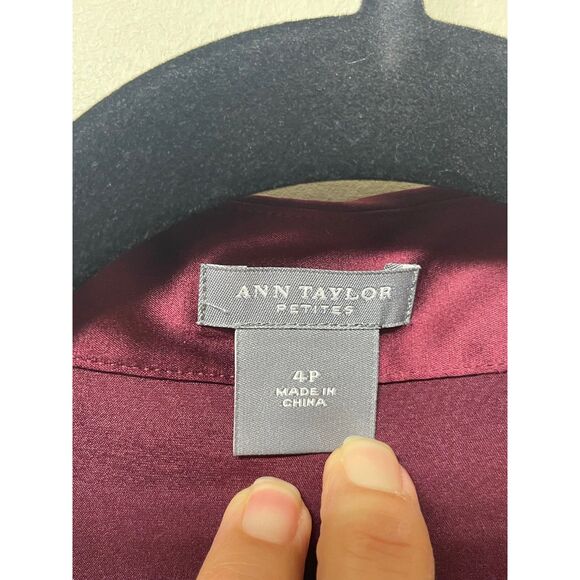 ANN TAYLOR
PETITES
4P
MADE IN
CHINA